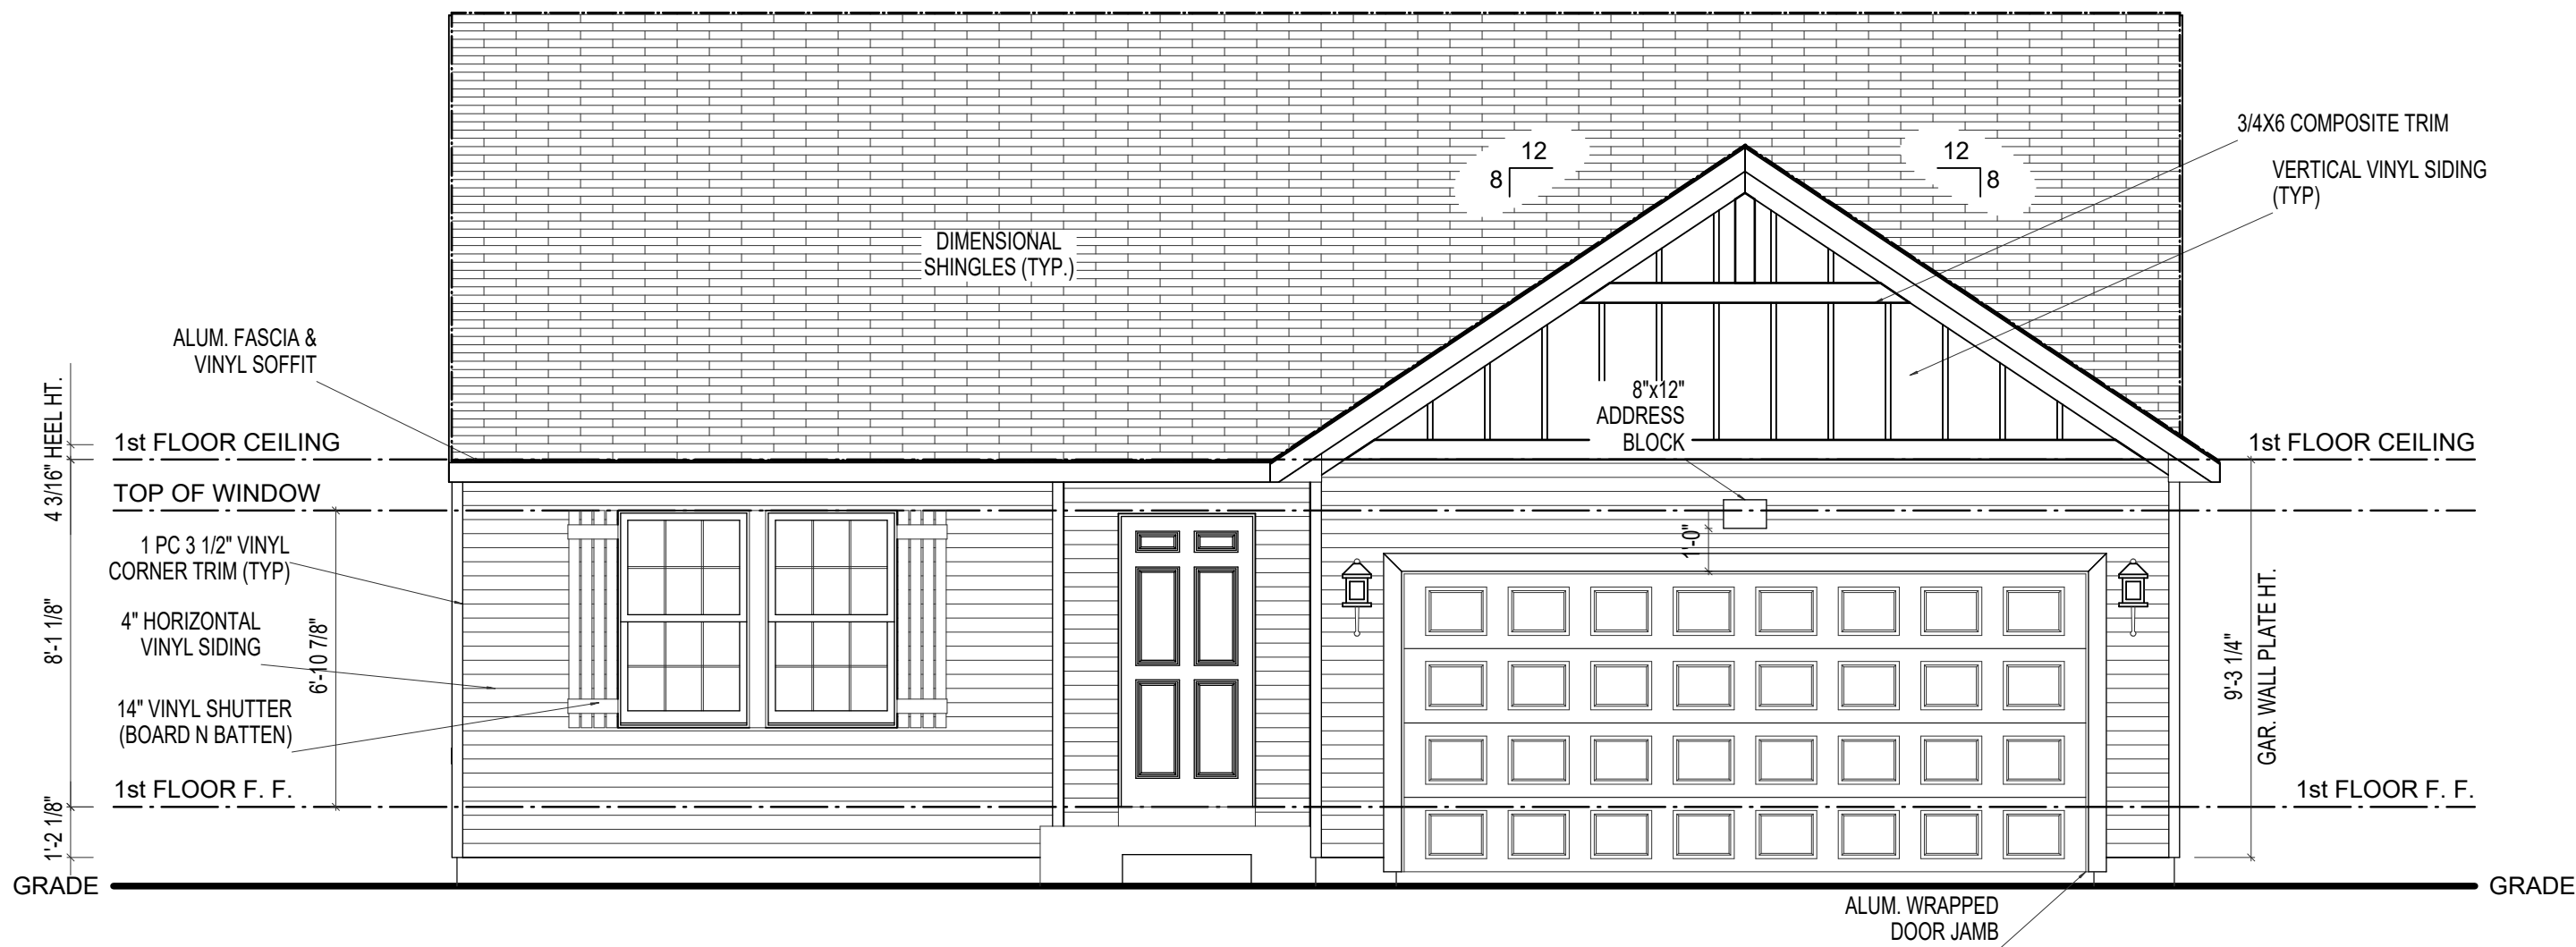 12
8
12
8
3/4X6 COMPOSITE TRIM
VERTICAL VINYL SIDING
(TYP)
DIMENSIONAL
SHINGLES (TYP.)
ALUM. FASCIA &
VINYL SOFFIT
8"x12"
ADDRESS
BLOCK
4 3/16" HEEL HT.
1st FLOOR CEILING
1st FLOOR CEILING
TOP OF WINDOW
1 PC 3 1/2" VINYL
CORNER TRIM (TYP)
1'-0"
4" HORIZONTAL
VINYL SIDING
8'-1 1/8"
6'-10 7/8"
9'-3 1/4"
GAR. WALL PLATE HT.
14" VINYL SHUTTER
(BOARD N BATTEN)
1st FLOOR F. F.
1st FLOOR F. F.
1'-2 1/8"
GRADE
GRADE
ALUM. WRAPPED
DOOR JAMB